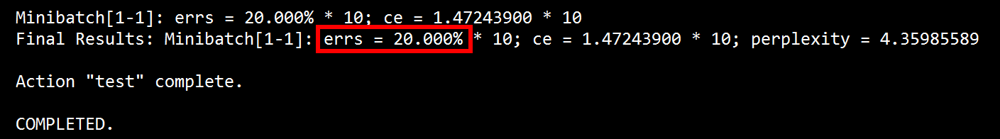 Minibatch[1-1]: errs = 20.000% * 10; ce = 1.47243900 * 10
Final Results: Minibatch[1-1]: errs = 20.000% * 10; ce = 1.47243900 * 10; perplexity = 4.35985589
Action "test" complete.
COMPLETED.